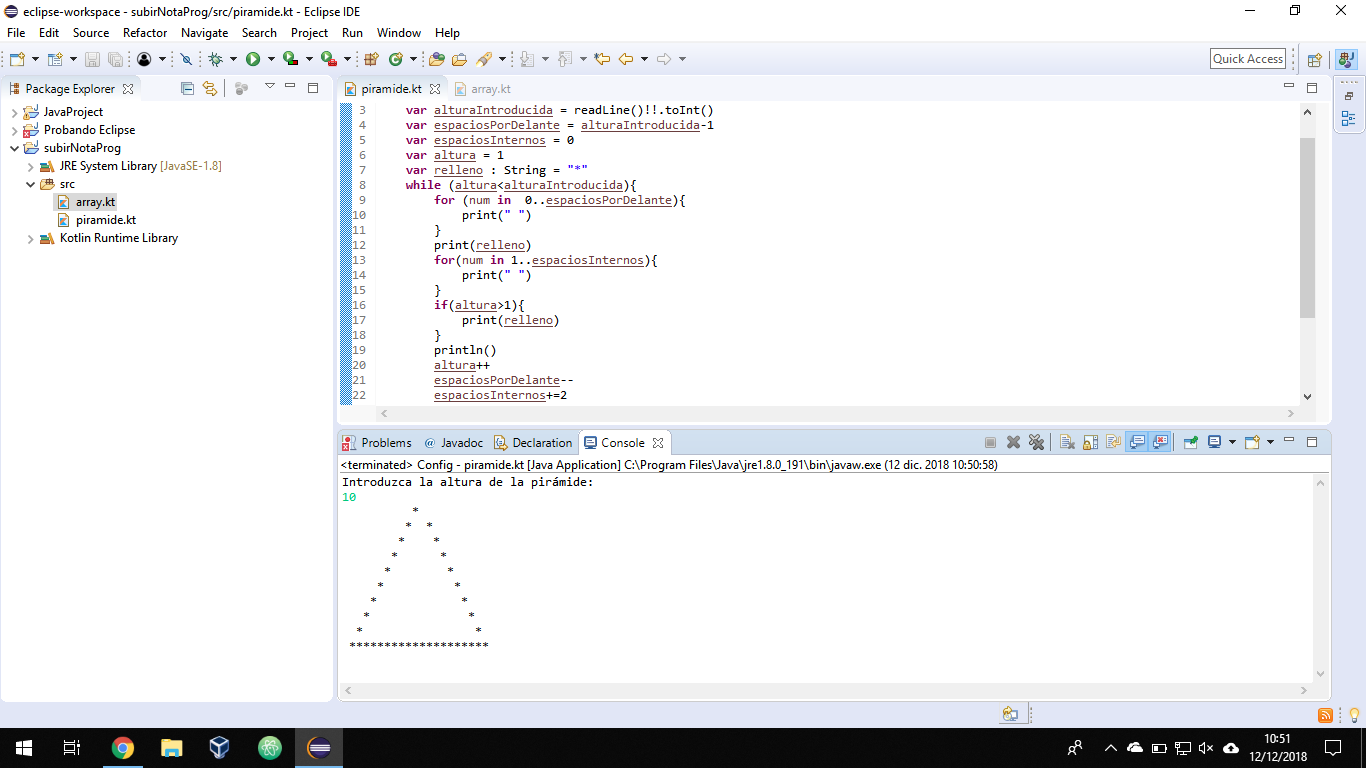 eclipse-workspace - subirNotaProg/src/piramide.kt - Eclipse IDE
File Edit Source Refactor Navigate Search Project Run Window Help
Quick Access
Package Explorer
JavaProject
Probando Eclipse
subirNotaProg
JRE System Library [JavaSE-1.8]
src
array.kt
piramide.kt
Kotlin Runtime Library
piramide.kt array.kt
3 var alturaIntroducida = readLine()!!.toInt()
4 var espaciosPorDelante = alturaIntroducida-1
5 var espaciosInternos = 0
6 var altura = 1
7 var relleno : String = "*"
8 while (altura<alturaIntroducida){
9 for (num in  0..espaciosPorDelante){
10 print(" ")
11 }
12 print(relleno)
13 for(num in 1..espaciosInternos){
14 print(" ")
15 }
16 if(altura>1){
17 print(relleno)
18 }
19 println()
20 altura++
21 espaciosPorDelante--
22 espaciosInternos+=2
Problems @ Javadoc Declaration Console
<terminated> Config - piramide.kt [Java Application] C:\Program Files\Java\jre1.8.0_191\bin\javaw.exe (12 dic. 2018 10:50:58)
Introduzca la altura de la pirámide:
10
          *
         *  *
        *    *
       *      *
      *        *
     *          *
    *            *
   *              *
  *                *
 ********************
10:51
12/12/2018